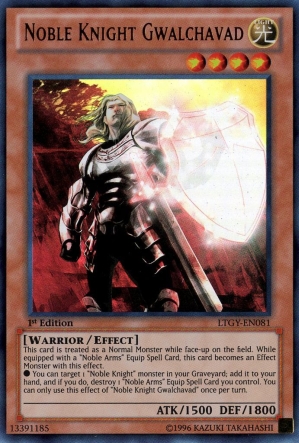 NOBLE KNIGHT GWALCHAVAD
LIGHT
光
1st Edition
LTGY-EN081
[WARRIOR / EFFECT]
This card is treated as a Normal Monster while face-up on the field. While
equipped with a "Noble Arms" Equip Spell Card, this card becomes an Effect
Monster with this effect.
● You can target 1 "Noble Knight" monster in your Graveyard; add it to your
hand, and if you do, destroy 1 "Noble Arms" Equip Spell Card you control. You
can only use this effect of "Noble Knight Gwalchavad" once per turn.
ATK/1500 DEF/1800
13391185
©1996 KAZUKI TAKAHASHI